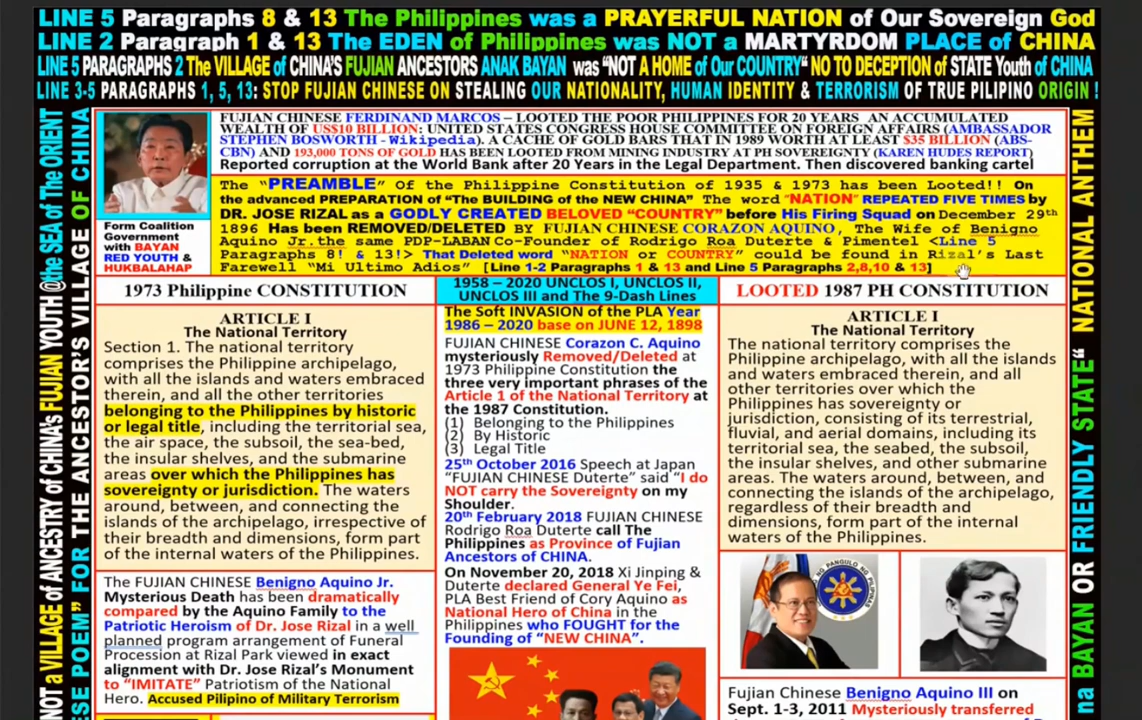 LINE 5 Paragraphs 8 & 13 The Philippines was a PRAYERFUL NATION of Our Sovereign God
LINE 2 Paragraph 1 & 13 The EDEN of Philippines was NOT a MARTYRDOM PLACE of CHINA
LINE 5 PARAGRAPHS 2 The VILLAGE of CHINA'S FUJIAN ANCESTORS ANAK BAYAN was "NOT A HOME of Our COUNTRY" NO TO DECEPTION of STATE Youth of CHINA
LINE 3-5 PARAGRAPHS 1, 5, 13: STOP FUJIAN CHINESE ON STEALING OUR NATIONALITY, HUMAN IDENTITY & TERRORISM OF TRUE PILIPINO ORIGIN !
NOT a VILLAGE of ANCESTRY of CHINA'S FUJIAN YOUTH @the SEA of The ORIENT
ESE POEM" FOR THE ANCESTOR'S VILLAGE OF CHINA
Form Coalition
Government
with BAYAN
RED YOUTH &
HUKBALAHAP
FUJIAN CHINESE FERDINAND MARCOS – LOOTED THE POOR PHILIPPINES FOR 20 YEARS AN ACCUMULATED
WEALTH OF US$10 BILLION: UNITED STATES CONGRESS HOUSE COMMITTEE ON FOREIGN AFFAIRS (AMBASSADOR
STEPHEN BOSWORTH - Wikipedia). A CACHE OF GOLD BARS THAT IN 1989 WORTH AT LEAST $35 BILLION (ABS-
CBN) AND 193,000 TONS OF GOLD HAS BEEN LOOTED FROM MINING INDUSTRY AT PH SOVEREIGNTY (KAREN HUDES REPORT)
Reported corruption at the World Bank after 20 Years in the Legal Department. Then discovered banking cartel
The "PREAMBLE" Of the Philippine Constitution of 1935 & 1973 has been Looted!! On
the advanced PREPARATION of "The BUILDING of the NEW CHINA" The word "NATION" REPEATED FIVE TIMES by
DR. JOSE RIZAL as a GODLY CREATED BELOVED "COUNTRY" before His Firing Squad on December 29th
1896 Has been REMOVED/DELETED BY FUJIAN CHINESE CORAZON AQUINO, The Wife of Benigno
Aquino Jr.the same PDP-LABAN Co-Founder of Rodrigo Roa Duterte & Pimentel <Line 5
Paragraphs 8! & 13!> That Deleted word "NATION or COUNTRY" could be found in Rizal's Last
Farewell "Mi Ultimo Adios" [Line 1-2 Paragraphs 1 & 13 and Line 5 Paragraphs 2,8,10 & 13]
1973 Philippine CONSTITUTION
ARTICLE I
The National Territory
Section 1. The national territory
comprises the Philippine archipelago,
with all the islands and waters embraced
therein, and all the other territories
belonging to the Philippines by historic
or legal title, including the territorial sea,
the air space, the subsoil, the sea-bed,
the insular shelves, and the submarine
areas over which the Philippines has
sovereignty or jurisdiction. The waters
around, between, and connecting the
islands of the archipelago, irrespective of
their breadth and dimensions, form part
of the internal waters of the Philippines.
The FUJIAN CHINESE Benigno Aquino Jr.
Mysterious Death has been dramatically
compared by the Aquino Family to the
Patriotic Heroism of Dr. Jose Rizal in a well
planned program arrangement of Funeral
Procession at Rizal Park viewed in exact
alignment with Dr. Jose Rizal's Monument
to "IMITATE" Patriotism of the National
Hero. Accused Pilipino of Military Terrorism
1958 – 2020 UNCLOS I, UNCLOS II,
UNCLOS III and The 9-Dash Lines
The Soft INVASION of the PLA Year
1986 – 2020 base on JUNE 12, 1898
FUJIAN CHINESE Corazon C. Aquino
mysteriously Removed/Deleted at
1973 Philippine Constitution the
three very important phrases of the
Article 1 of the National Territory at
the 1987 Constitution.
(1) Belonging to the Philippines
(2) By Historic
(3) Legal Title
25th October 2016 Speech at Japan
"FUJIAN CHINESE Duterte" said "I do
NOT carry the Sovereignty on my
Shoulder.
20th February 2018 FUJIAN CHINESE
Rodrigo Roa Duterte call The
Philippines as Province of Fujian
Ancestors of CHINA.
On November 20, 2018 Xi Jinping &
Duterte declared General Ye Fei,
PLA Best Friend of Cory Aquino as
National Hero of China in the
Philippines who FOUGHT for the
Founding of "NEW CHINA".
LOOTED 1987 PH CONSTITUTION
ARTICLE I
The National Territory
The national territory comprises the
Philippine archipelago, with all the islands
and waters embraced therein, and all
other territories over which the
Philippines has sovereignty or
jurisdiction, consisting of its terrestrial,
fluvial, and aerial domains, including its
territorial sea, the seabed, the subsoil,
the insular shelves, and other submarine
areas. The waters around, between, and
connecting the islands of the archipelago,
regardless of their breadth and
dimensions, form part of the internal
waters of the Philippines.
Fujian Chinese Benigno Aquino III on
Sept. 1-3, 2011 Mysteriously transferred
na BAYAN OR FRIENDLY STATE" NATIONAL ANTHEM